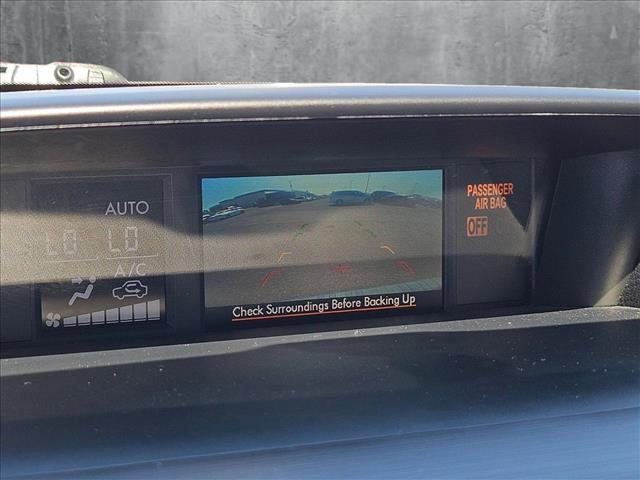 AUTO
LO LO
A/C
Check Surroundings Before Backing Up
PASSENGER
AIR BAG
OFF